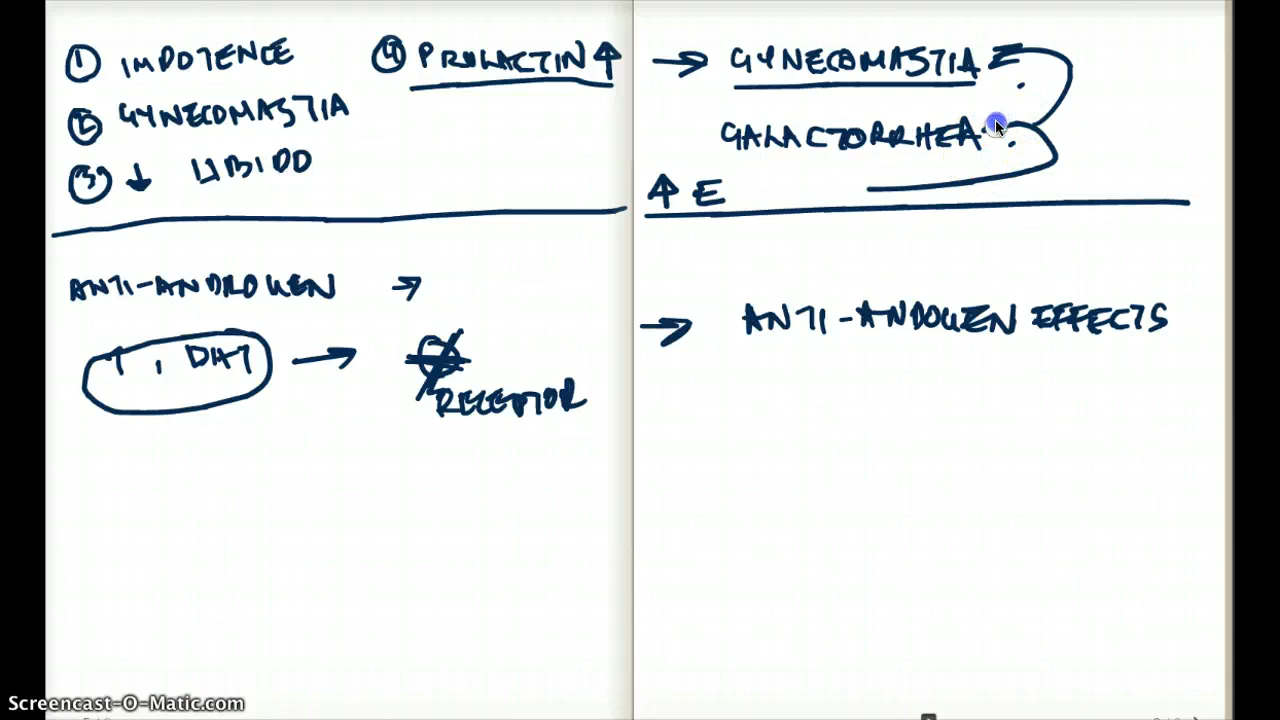 ① IMPOTENCE
② GYNECOMASTIA
③ ↓ LIBIDO
④ PROLACTIN ↑
→ GYNECOMASTIA
GALACTORRHEA
↑ E
ANTI-ANDROGEN →
T, DHT → RECEPTOR
→ ANTI-ANDOGEN EFFECTS
Screencast-O-Matic.com